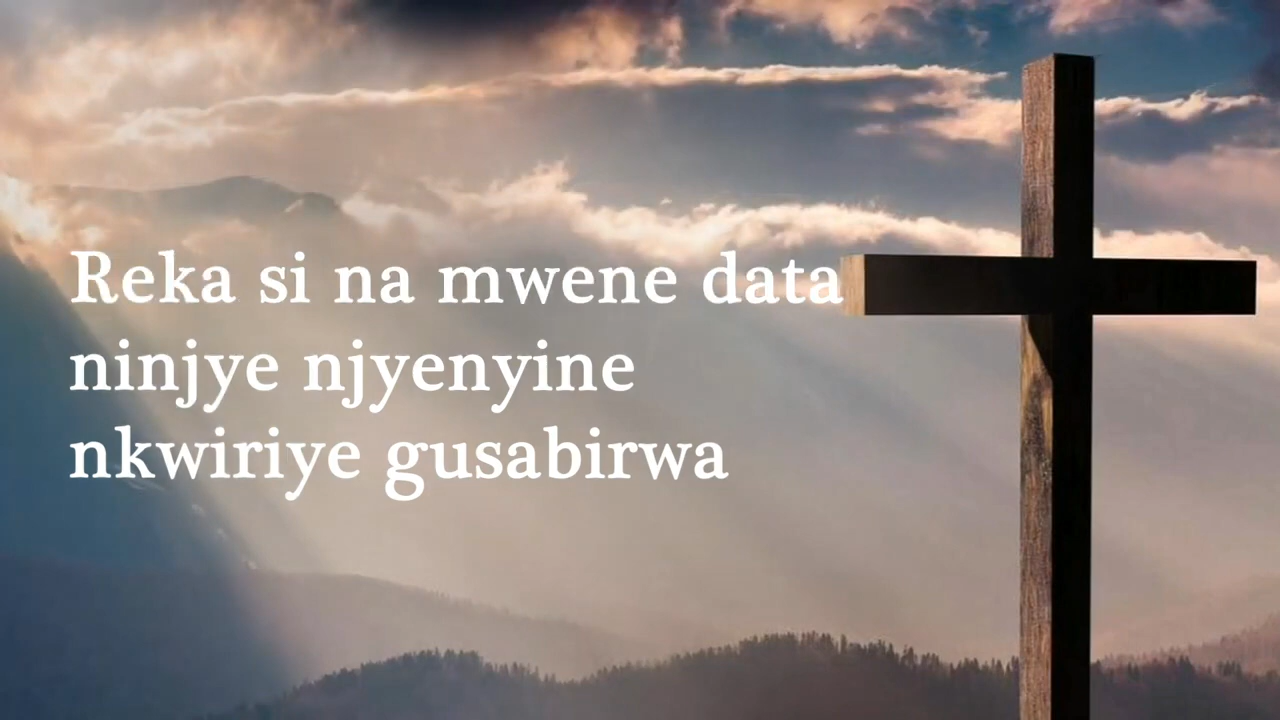 Reka si na mwene data
ninjye njyenyine
nkwiriye gusabirwa